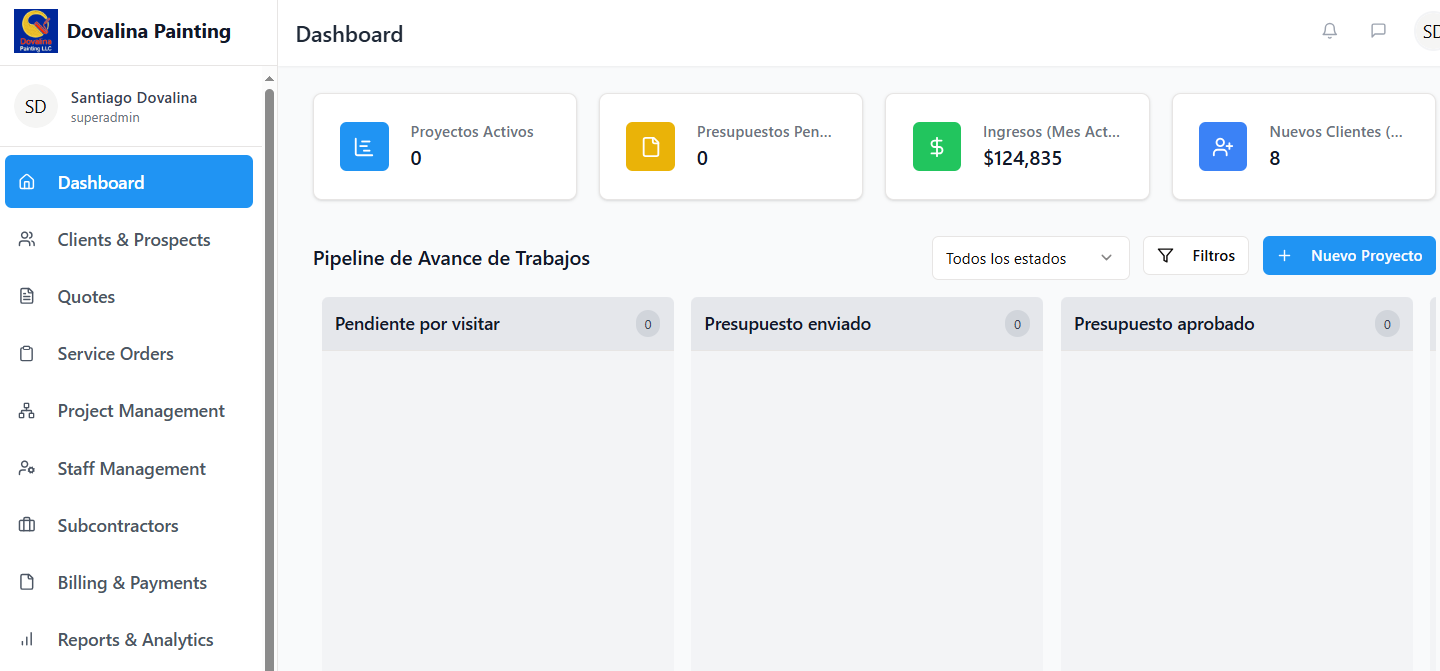 Dovalina
Painting LLC
Dovalina Painting
Dashboard
SD
SD
Santiago Dovalina
superadmin
Dashboard
Clients & Prospects
Quotes
Service Orders
Project Management
Staff Management
Subcontractors
Billing & Payments
Reports & Analytics
Proyectos Activos
0
Presupuestos Pen...
0
Ingresos (Mes Act...
$124,835
Nuevos Clientes (...
8
Pipeline de Avance de Trabajos
Todos los estados
Filtros
Nuevo Proyecto
Pendiente por visitar 0
Presupuesto enviado 0
Presupuesto aprobado 0